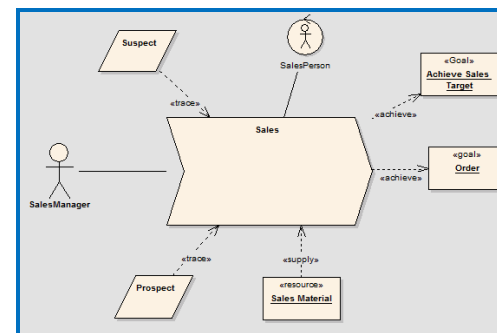 Suspect
SalesPerson
«Goal»
Achieve Sales
Target
«trace»
«achieve»
Sales
«goal»
Order
«achieve»
SalesManager
«trace»
«supply»
Prospect
«resource»
Sales Material